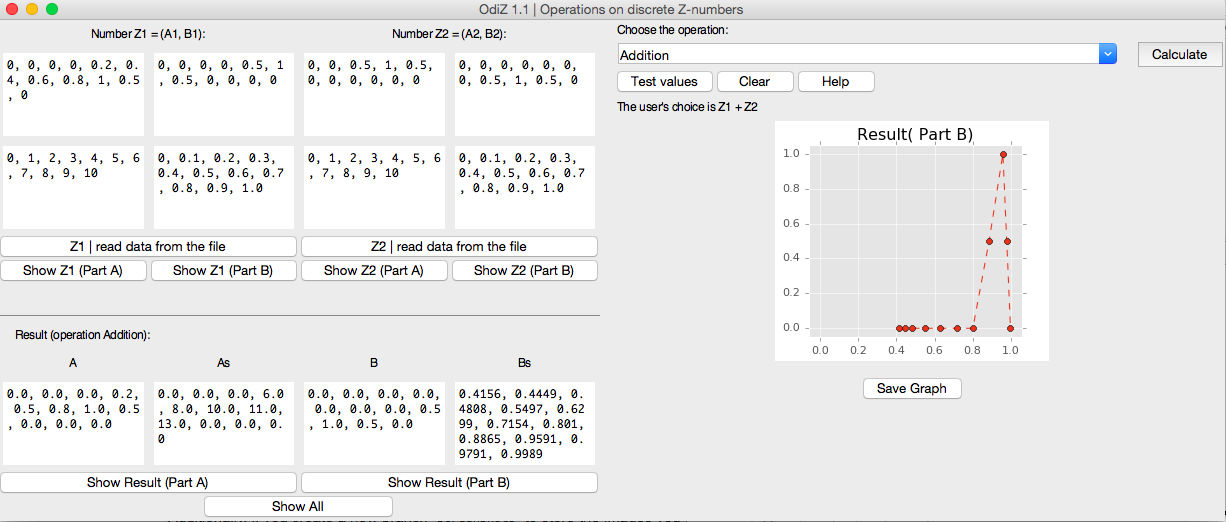 OdiZ 1.1 | Operations on discrete Z-numbers
Number Z1 = (A1, B1):
Number Z2 = (A2, B2):
0, 0, 0, 0, 0.2, 0.
4, 0.6, 0.8, 1, 0.5
, 0
0, 0, 0, 0, 0.5, 1
, 0.5, 0, 0, 0, 0
0, 0, 0.5, 1, 0.5,
0, 0, 0, 0, 0, 0
0, 0, 0, 0, 0, 0,
0, 0.5, 1, 0.5, 0
0, 1, 2, 3, 4, 5, 6
, 7, 8, 9, 10
0, 0.1, 0.2, 0.3,
0.4, 0.5, 0.6, 0.7
, 0.8, 0.9, 1.0
0, 1, 2, 3, 4, 5, 6
, 7, 8, 9, 10
0, 0.1, 0.2, 0.3,
0.4, 0.5, 0.6, 0.7
, 0.8, 0.9, 1.0
Z1 | read data from the file
Z2 | read data from the file
Show Z1 (Part A)
Show Z1 (Part B)
Show Z2 (Part A)
Show Z2 (Part B)
Result (operation Addition):
A
As
B
Bs
0.0, 0.0, 0.0, 0.2,
0.5, 0.8, 1.0, 0.5
, 0.0, 0.0, 0.0
0.0, 0.0, 0.0, 6.0
, 8.0, 10.0, 11.0,
13.0, 0.0, 0.0, 0.
0
0.0, 0.0, 0.0, 0.0,
0.0, 0.0, 0.0, 0.5
, 1.0, 0.5, 0.0
0.4156, 0.4449, 0.
4808, 0.5497, 0.62
99, 0.7154, 0.801,
0.8865, 0.9591, 0.
9791, 0.9989
Show Result (Part A)
Show Result (Part B)
Show All
Choose the operation:
Addition
Calculate
Test values
Clear
Help
The user's choice is Z1 + Z2
Result( Part B)
1.0
0.8
0.6
0.4
0.2
0.0
0.0 0.2 0.4 0.6 0.8 1.0
Save Graph